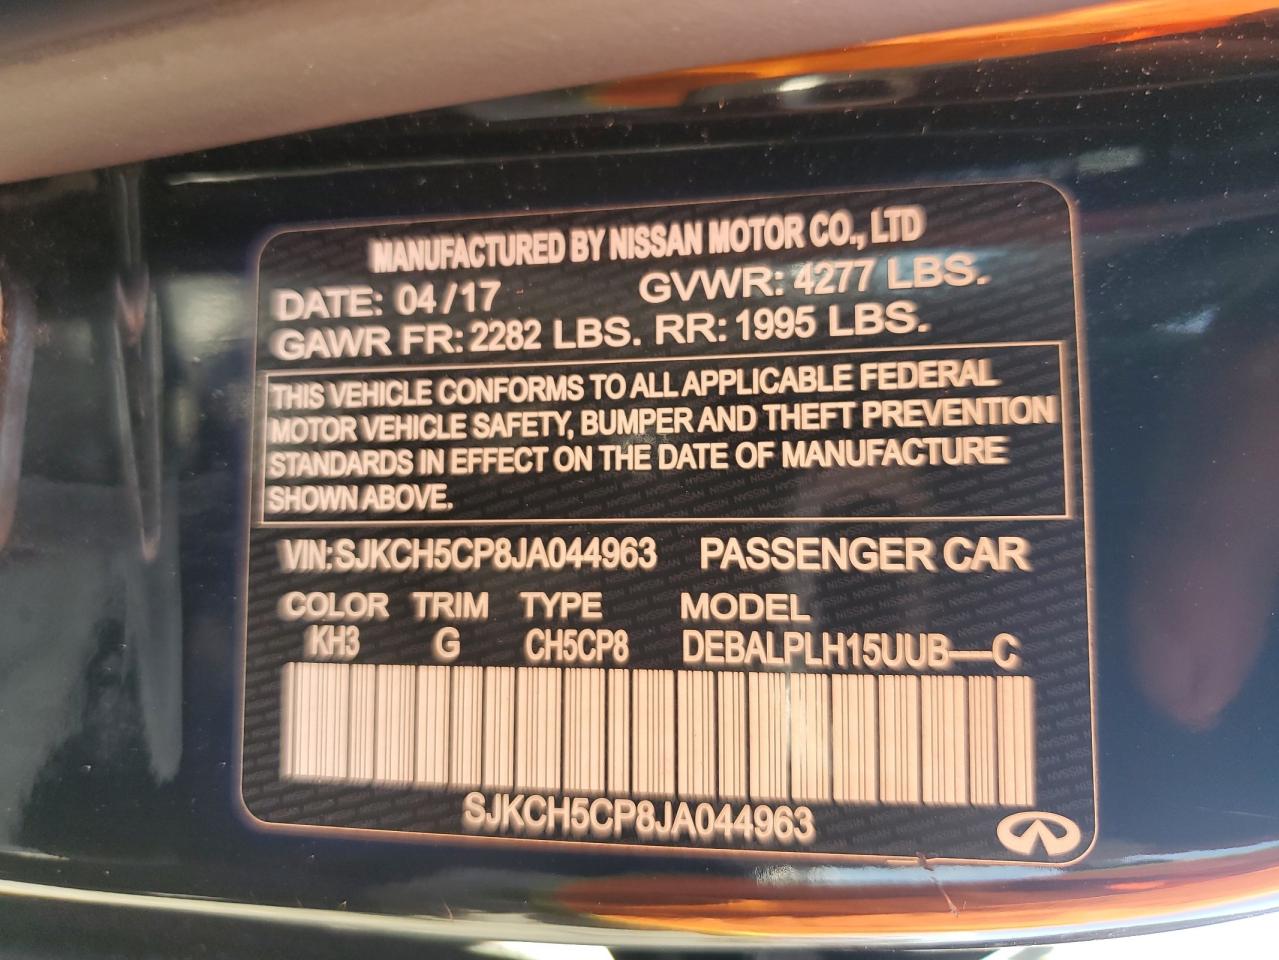 MANUFACTURED BY NISSAN MOTOR CO., LTD
DATE: 04/17 GVWR: 4277 LBS.
GAWR FR: 2282 LBS. RR: 1995 LBS.
THIS VEHICLE CONFORMS TO ALL APPLICABLE FEDERAL
MOTOR VEHICLE SAFETY, BUMPER AND THEFT PREVENTION
STANDARDS IN EFFECT ON THE DATE OF MANUFACTURE
SHOWN ABOVE.
VIN: SJKCH5CP8JA044963 PASSENGER CAR
COLOR TRIM TYPE MODEL
KH3 G CH5CP8 DEBALPLH15UUB—C
SJKCH5CP8JA044963